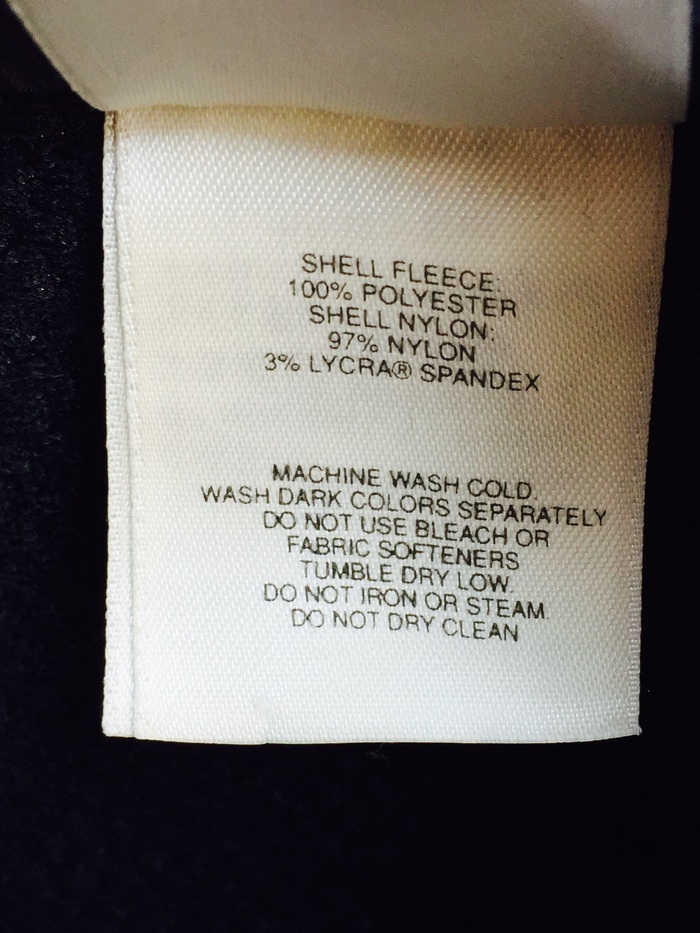 SHELL FLEECE:
100% POLYESTER
SHELL NYLON:
97% NYLON
3% LYCRA® SPANDEX
MACHINE WASH COLD.
WASH DARK COLORS SEPARATELY
DO NOT USE BLEACH OR
FABRIC SOFTENERS
TUMBLE DRY LOW.
DO NOT IRON OR STEAM.
DO NOT DRY CLEAN